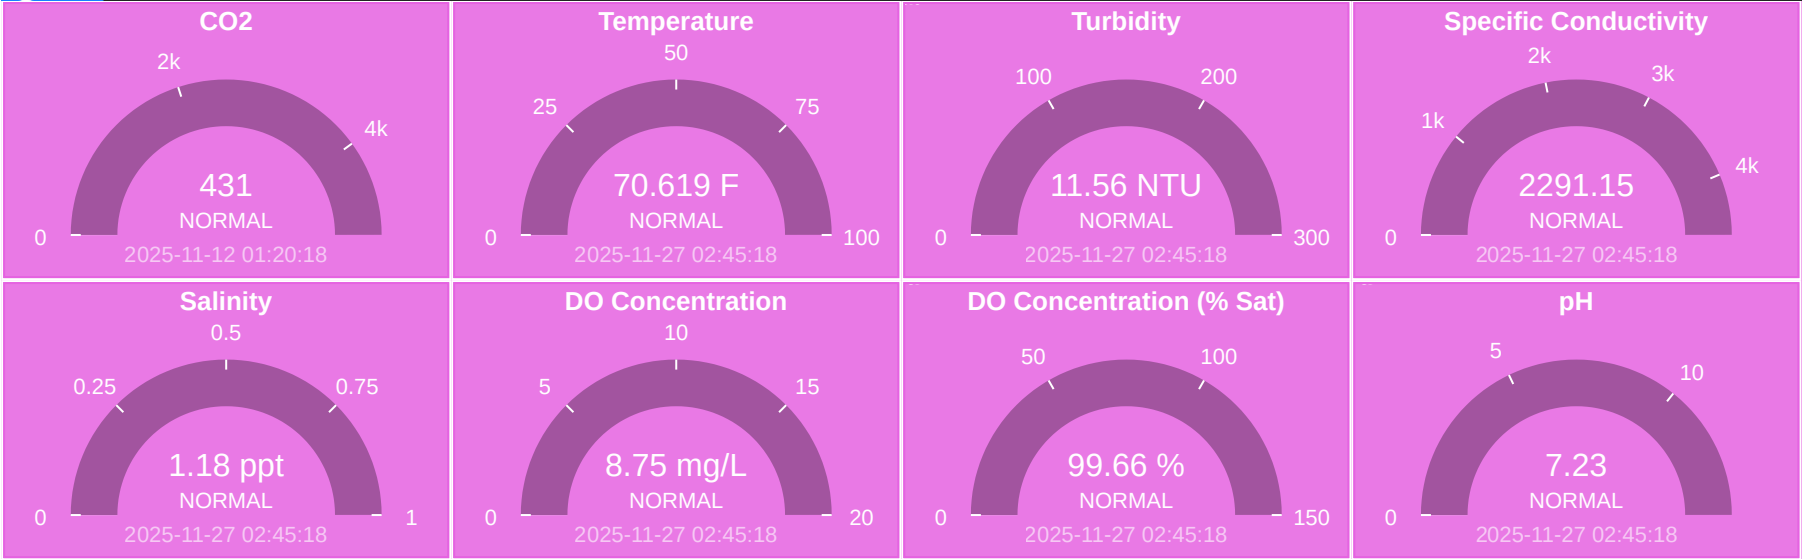 CO2
2k
4k
0
431
NORMAL
2025-11-12 01:20:18
Temperature
50
25
75
0
100
70.619 F
NORMAL
2025-11-27 02:45:18
Turbidity
100
200
0
300
11.56 NTU
NORMAL
2025-11-27 02:45:18
Specific Conductivity
2k
3k
1k
4k
0
2291.15
NORMAL
2025-11-27 02:45:18
Salinity
0.5
0.25
0.75
0
1
1.18 ppt
NORMAL
2025-11-27 02:45:18
DO Concentration
10
5
15
0
20
8.75 mg/L
NORMAL
2025-11-27 02:45:18
DO Concentration (% Sat)
50
100
0
150
99.66 %
NORMAL
2025-11-27 02:45:18
pH
5
10
0
7.23
NORMAL
2025-11-27 02:45:18